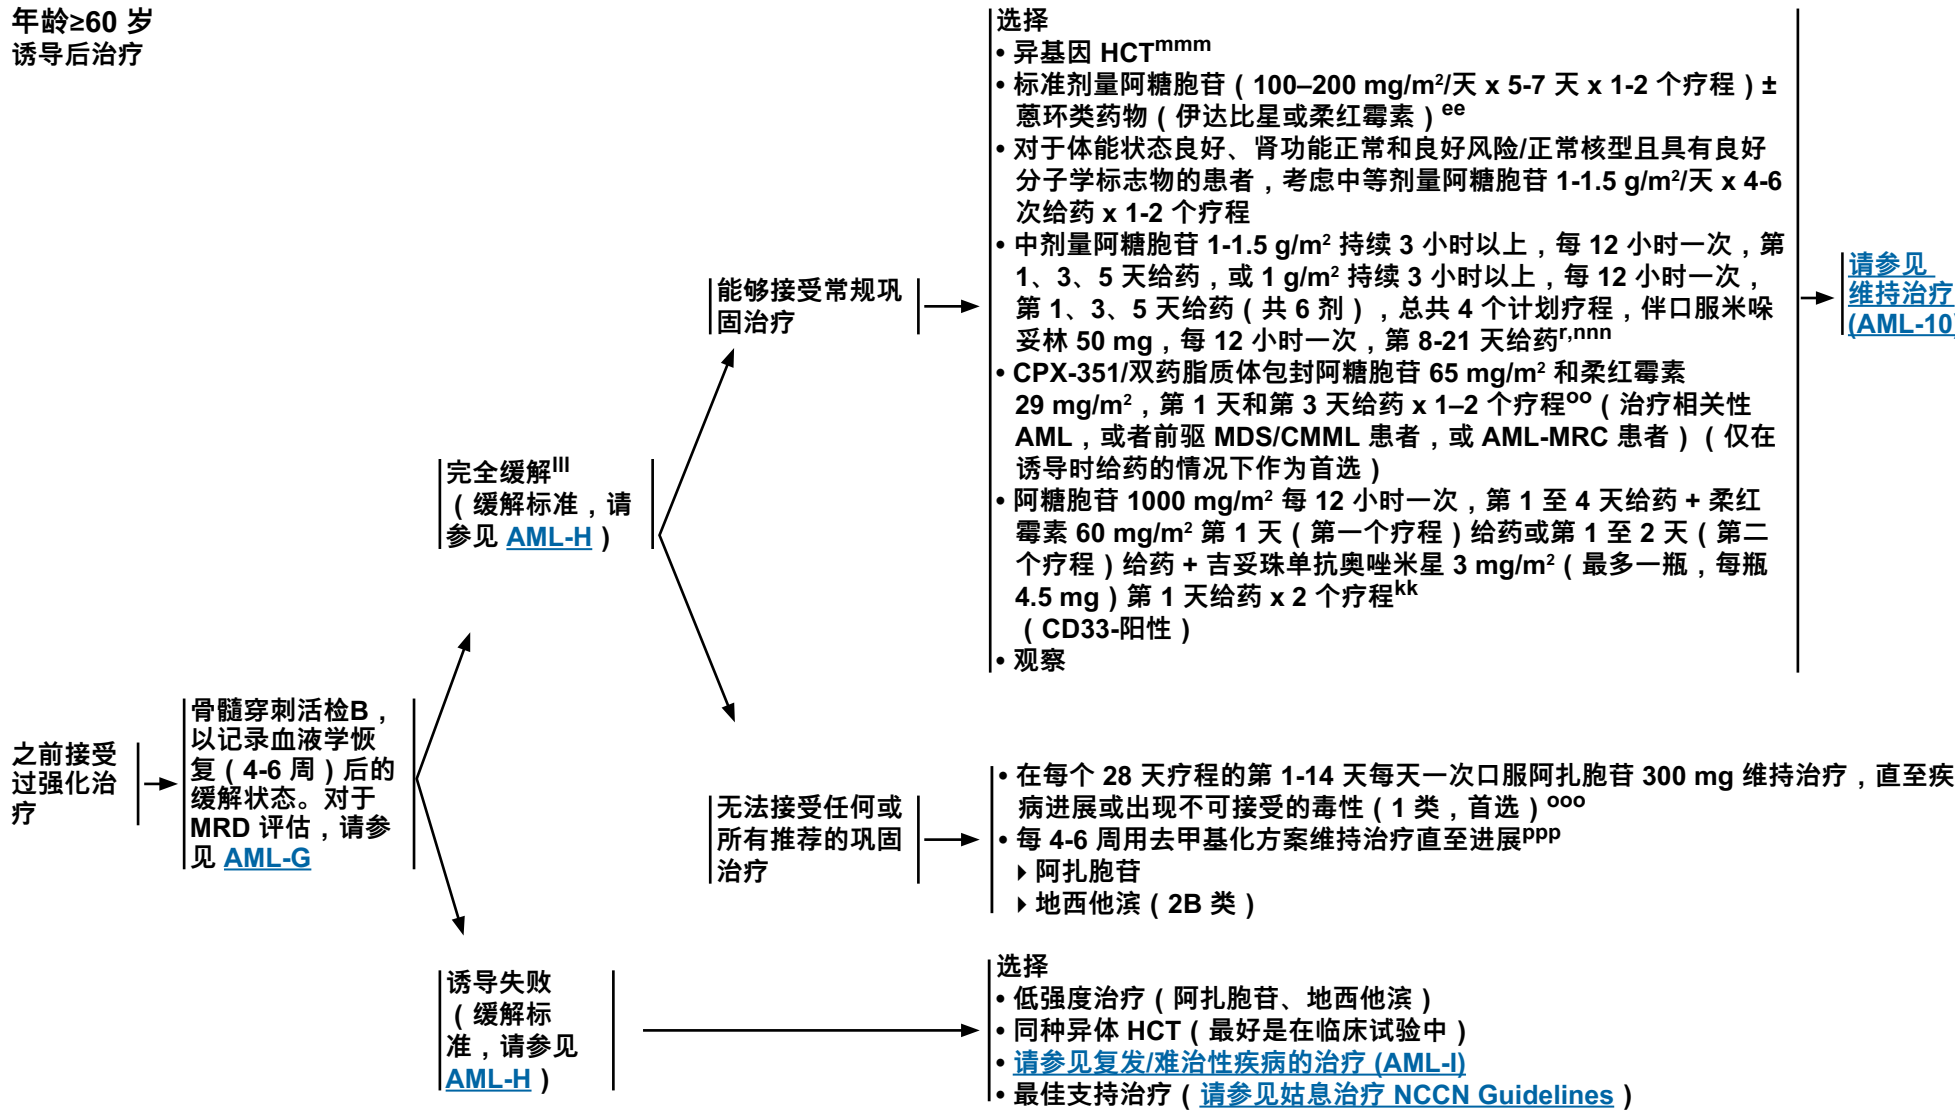 年龄≥60 岁
诱导后治疗
之前接受
过强化治
疗
骨髓穿刺活检B，
以记录血液学恢
复（4-6 周）后的
缓解状态。对于
MRD 评估，请参
见 AML-G
完全缓解lll
（缓解标准，请
参见 AML-H）
能够接受常规巩
固治疗
选择
• 异基因 HCTmmm
• 标准剂量阿糖胞苷（100–200 mg/m²/天 x 5-7 天 x 1-2 个疗程）±
蒽环类药物（伊达比星或柔红霉素）ee
• 对于体能状态良好、肾功能正常和良好风险/正常核型且具有良好
分子学标志物的患者，考虑中等剂量阿糖胞苷 1-1.5 g/m²/天 x 4-6
次给药 x 1-2 个疗程
• 中剂量阿糖胞苷 1-1.5 g/m² 持续 3 小时以上，每 12 小时一次，第
1、3、5 天给药，或 1 g/m² 持续 3 小时以上，每 12 小时一次，
第 1、3、5 天给药（共 6 剂），总共 4 个计划疗程，伴口服米哚
妥林 50 mg，每 12 小时一次，第 8-21 天给药r,nnn
• CPX-351/双药脂质体包封阿糖胞苷 65 mg/m² 和柔红霉素
29 mg/m²，第 1 天和第 3 天给药 x 1–2 个疗程oo（治疗相关性
AML，或者前驱 MDS/CMML 患者，或 AML-MRC 患者）（仅在
诱导时给药的情况下作为首选）
• 阿糖胞苷 1000 mg/m² 每 12 小时一次，第 1 至 4 天给药 + 柔红
霉素 60 mg/m² 第 1 天（第一个疗程）给药或第 1 至 2 天（第二
个疗程）给药 + 吉妥珠单抗奥唑米星 3 mg/m²（最多一瓶，每瓶
4.5 mg）第 1 天给药 x 2 个疗程kk
（CD33-阳性）
• 观察
请参见
维持治疗
(AML-10)
无法接受任何或
所有推荐的巩固
治疗
• 在每个 28 天疗程的第 1-14 天每天一次口服阿扎胞苷 300 mg 维持治疗，直至疾
病进展或出现不可接受的毒性（1 类，首选）ooo
• 每 4-6 周用去甲基化方案维持治疗直至进展ppp
▸ 阿扎胞苷
▸ 地西他滨（2B 类）
诱导失败
（缓解标
准，请参见
AML-H）
选择
• 低强度治疗（阿扎胞苷、地西他滨）
• 同种异体 HCT（最好是在临床试验中）
• 请参见复发/难治性疾病的治疗 (AML-I)
• 最佳支持治疗（请参见姑息治疗 NCCN Guidelines）